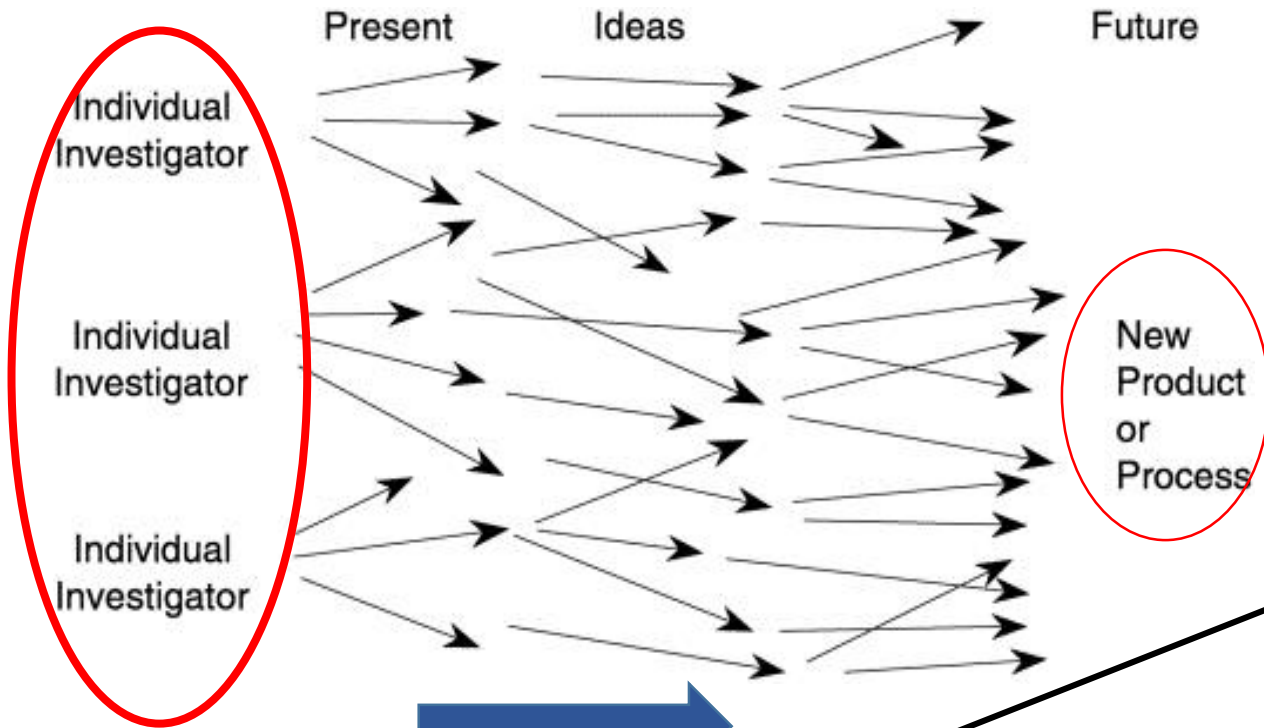 Present Ideas Future
Individual
Investigator
Individual
Investigator
New
Product
or
Process
Individual
Investigator